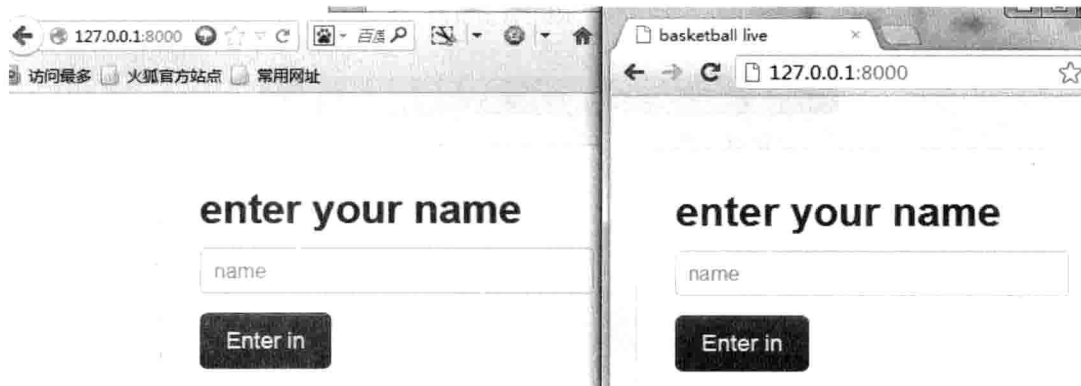 127.0.0.1:8000
百度
访问最多 火狐官方站点 常用网址
enter your name
name
Enter in
basketball live
127.0.0.1:8000
enter your name
name
Enter in